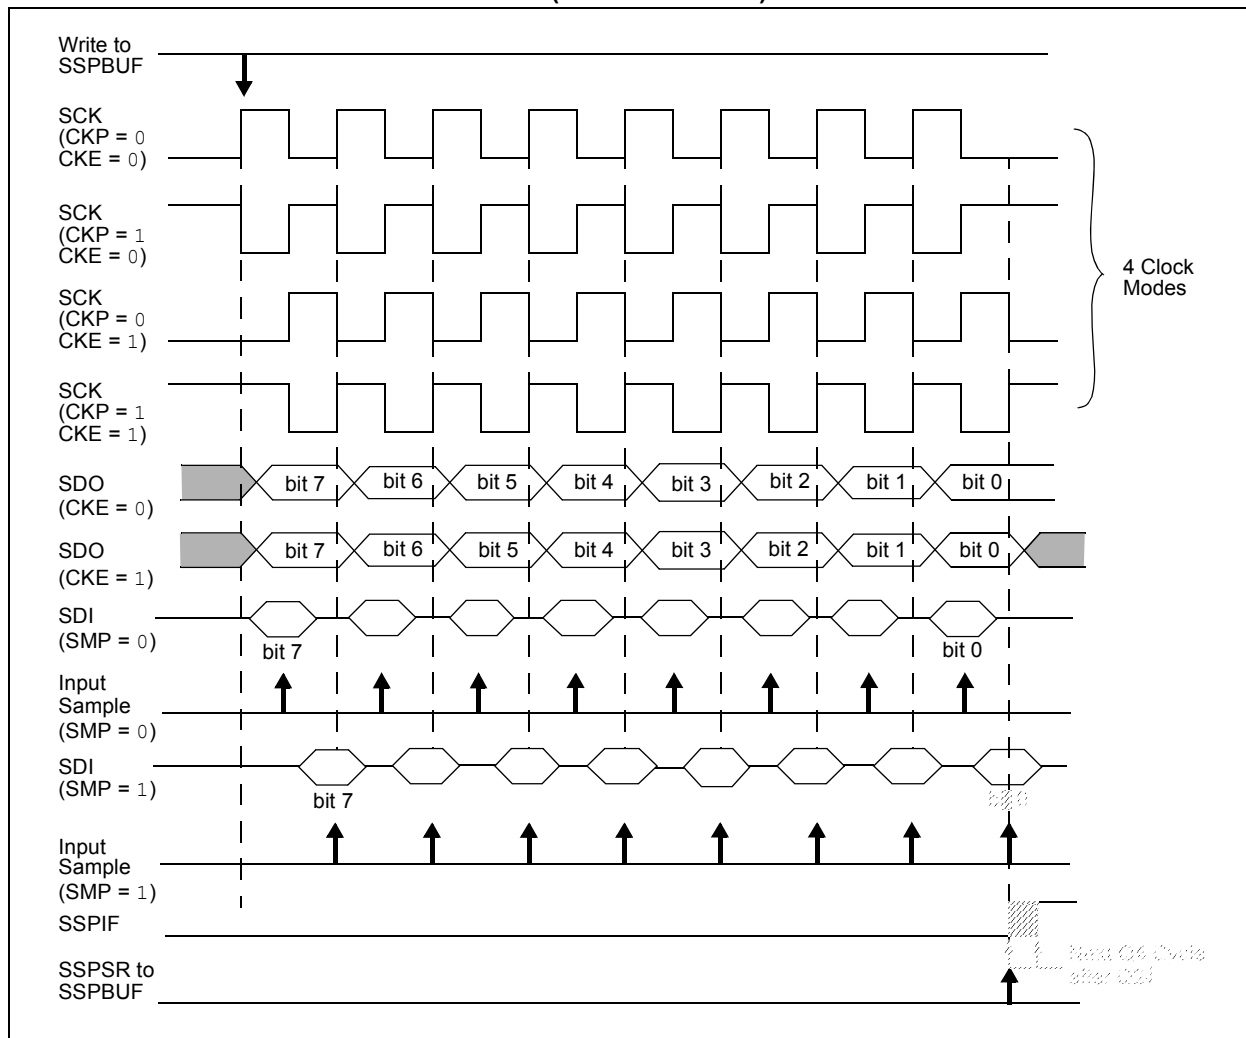 Write to
SSPBUF
SCK
(CKP = 0
CKE = 0)
SCK
(CKP = 1
CKE = 0)
4 Clock
Modes
SCK
(CKP = 0
CKE = 1)
SCK
(CKP = 1
CKE = 1)
SDO
(CKE = 0)
bit 7 bit 6 bit 5 bit 4 bit 3 bit 2 bit 1 bit 0
SDO
(CKE = 1)
bit 7 bit 6 bit 5 bit 4 bit 3 bit 2 bit 1 bit 0
SDI
(SMP = 0)
bit 7 bit 0
Input
Sample
(SMP = 0)
SDI
(SMP = 1)
bit 7
Input
Sample
(SMP = 1)
SSPIF
SSPSR to
SSPBUF